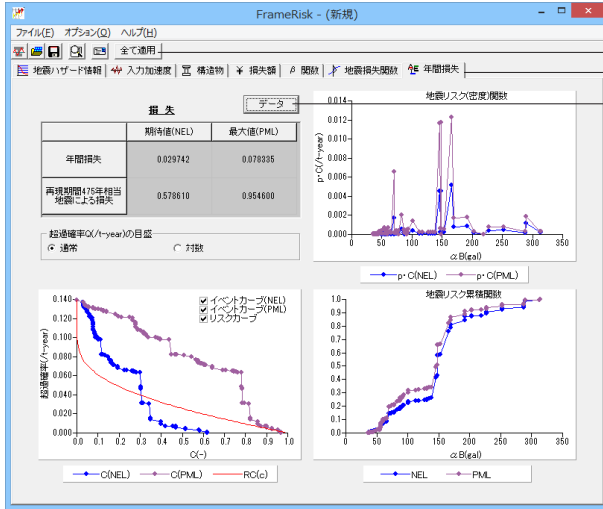 FrameRisk - (新規)
ファイル(F) オプション(O) ヘルプ(H)
全て適用
地震ハザード情報 入力加速度 構造物 ¥ 損失額 β 関数 地震損失関数 年間損失
損 失
データ
期待値(NEL) 最大値(PML)
年間損失 0.029742 0.078335
再現期間475年相当
地震による損失 0.578610 0.954600
超過確率Q(/t-year)の目盛
通常 対数
地震リスク(密度)関数
p・C(/t-year)
0.014
0.012
0.010
0.008
0.006
0.004
0.002
0.000
0 50 100 150 200 250 300 350
αB(gal)
p・C(NEL) p・C(PML)
イベントカーブ(NEL)
イベントカーブ(PML)
リスクカーブ
超過確率(/t-year)
0.140
0.120
0.100
0.080
0.060
0.040
0.020
0.000
0.0 0.1 0.2 0.3 0.4 0.5 0.6 0.7 0.8 0.9 1.0
C(-)
C(NEL) C(PML) RC(c)
地震リスク累積関数
1.0
0.9
0.8
0.7
0.6
0.5
0.4
0.3
0.2
0.1
0.0
0 50 100 150 200 250 300 350
αB(gal)
NEL PML